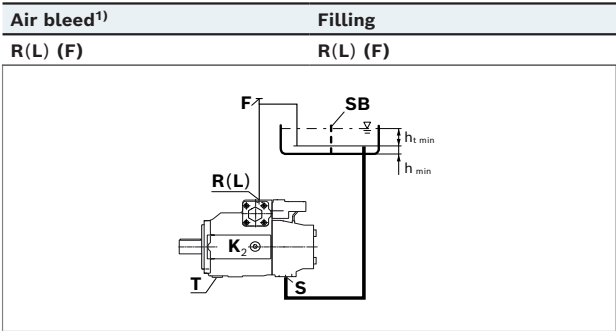 Air bleed¹⁾ Filling
R(L) (F) R(L) (F)
F SB
hₜ ₘᵢₙ
h ₘᵢₙ
R(L)
K₂
T S